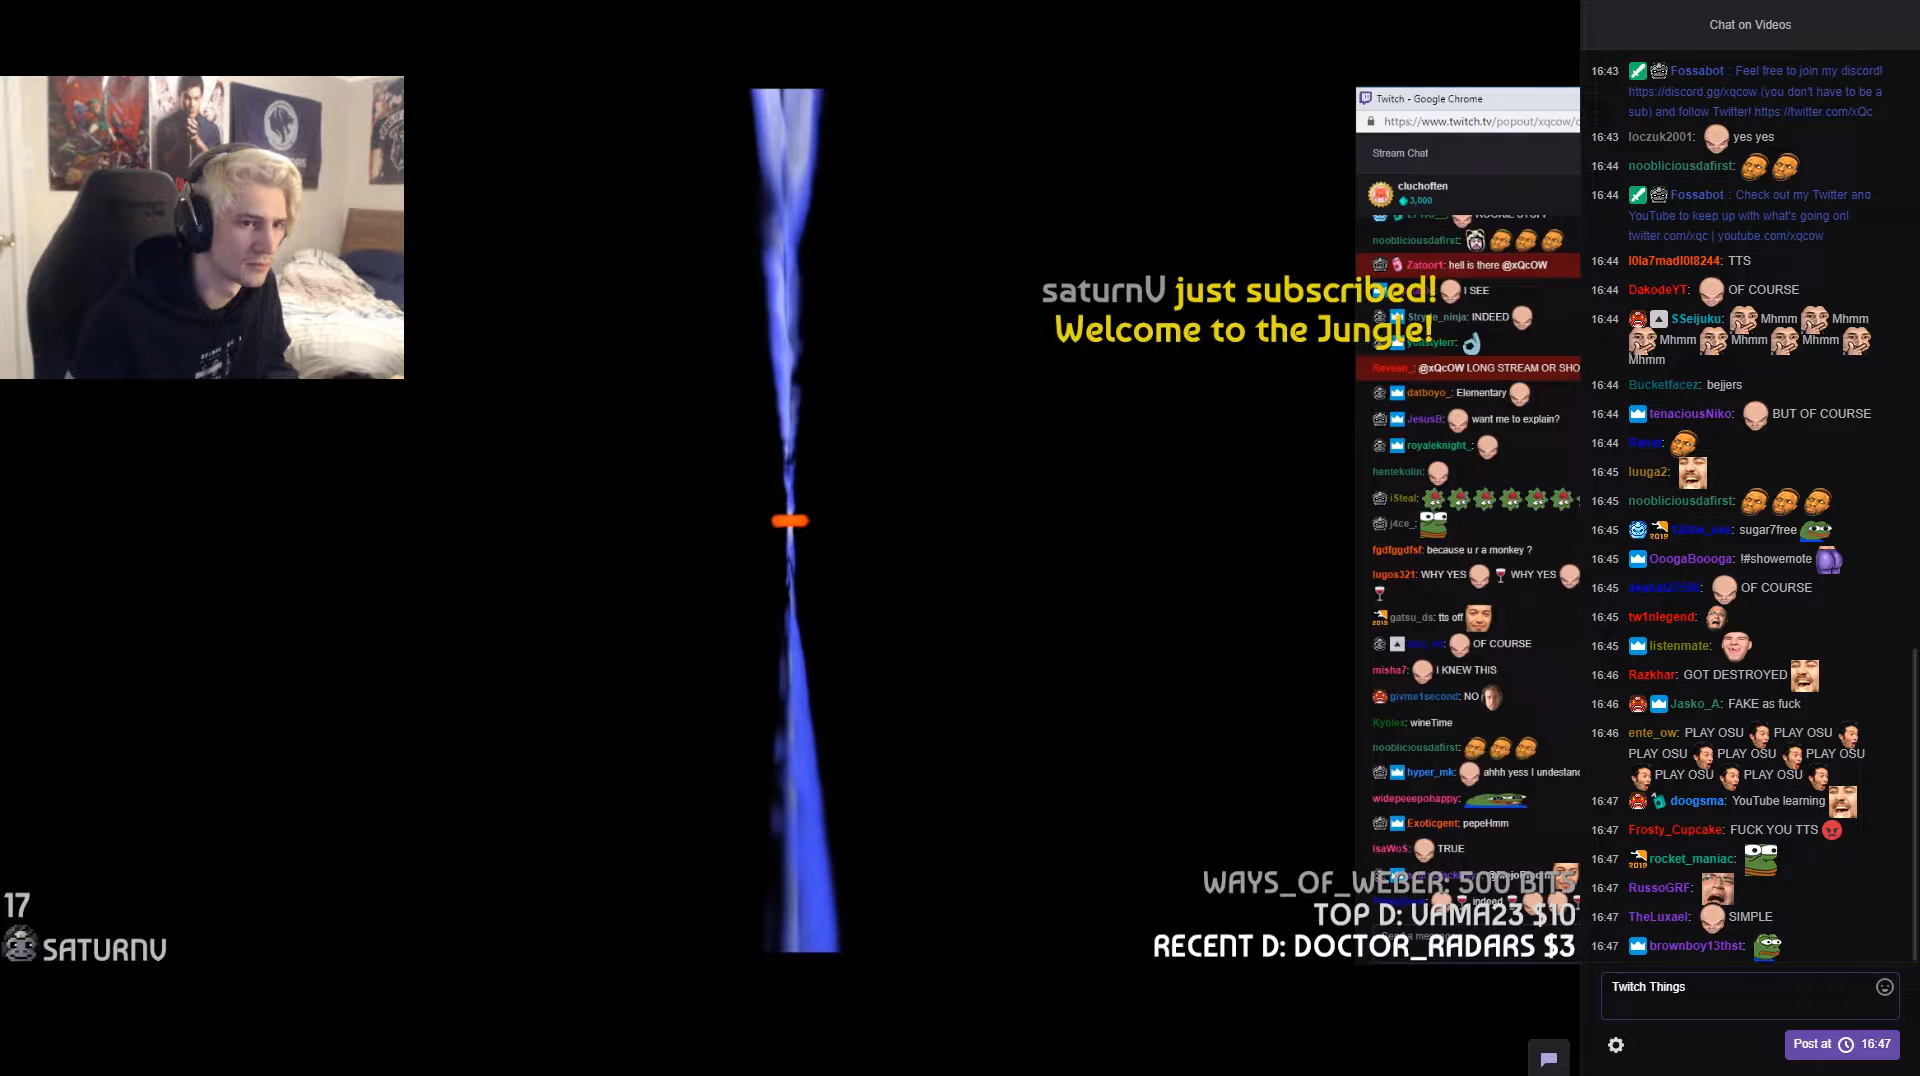 saturnV just subscribed!
Welcome to the Jungle!
17
SATURNV
Twitch - Google Chrome
https://www.twitch.tv/popout/xqcow/
Stream Chat
cluchoften
3,000
noobliciousdafirst:
Zatoor1: hell is there @xQcOW
I SEE
INDEED
yoitstylerr:
@xQcOW LONG STREAM OR SHO
datboyo_: Elementary
JesusB: want me to explain?
royaleknight_:
hentekolin:
iSteal:
j4ce_:
fgdfggdfsf: because u r a monkey ?
lugos321: WHY YES WHY YES
gatsu_ds: tts off
OF COURSE
misha7: I KNEW THIS
givme1second: NO
Kyblex: wineTime
noobliciousdafirst:
hyper_mk: ahhh yess I undestand
widepeeepohappy:
Exoticgent: pepeHmm
IsaWoS: TRUE
indeed
WAYS_OF_WEBER: 500 BITS
TOP D: VAMA23 $10
RECENT D: DOCTOR_RADARS $3
Chat on Videos
16:43 Fossabot : Feel free to join my discord!
https://discord.gg/xqcow (you don't have to be a
sub) and follow Twitter! https://twitter.com/xQc
16:43 loczuk2001: yes yes
16:44 noobliciousdafirst:
16:44 Fossabot : Check out my Twitter and
YouTube to keep up with what's going on!
twitter.com/xqc | youtube.com/xqcow
16:44 l0la7madl0l8244: TTS
16:44 DakodeYT: OF COURSE
16:44 SSeijuku: Mhmm Mhmm
Mhmm Mhmm Mhmm
Mhmm
16:44 Bucketfacez: bejjers
16:44 tenaciousNiko: BUT OF COURSE
16:44
16:45 luuga2:
16:45 noobliciousdafirst:
16:45 sugar7free
16:45 OoogaBoooga: !#showemote
16:45 OF COURSE
16:45 tw1nlegend:
16:45 listenmate:
16:46 Razkhar: GOT DESTROYED
16:46 Jasko_A: FAKE as fuck
16:46 ente_ow: PLAY OSU PLAY OSU
PLAY OSU PLAY OSU PLAY OSU
PLAY OSU PLAY OSU
16:47 doogsma: YouTube learning
16:47 Frosty_Cupcake: FUCK YOU TTS
16:47 rocket_maniac:
16:47 RussoGRF:
16:47 TheLuxael: SIMPLE
16:47 brownboy13thst:
Twitch Things
Post at 16:47